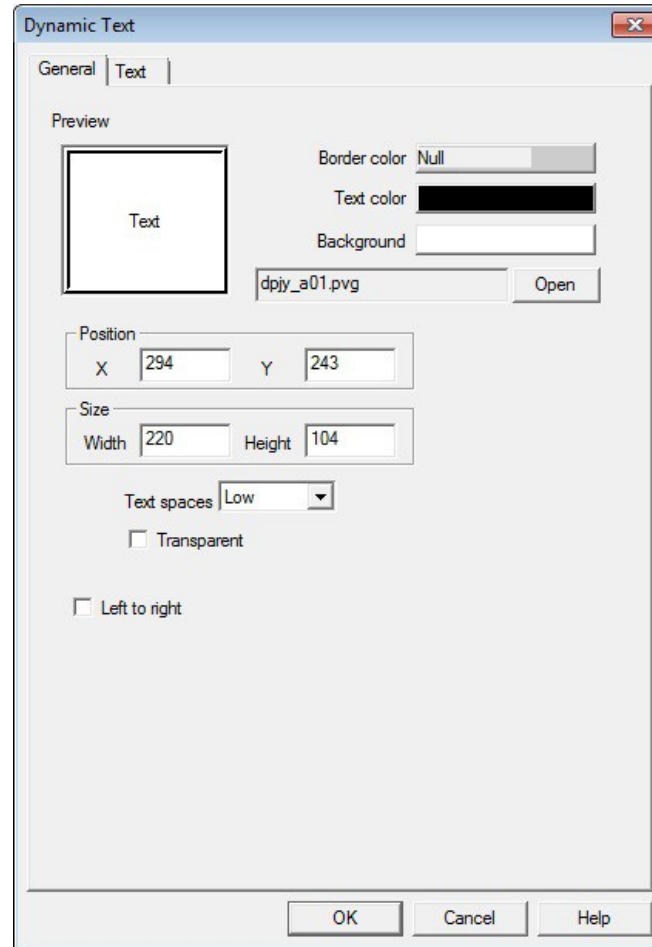 Dynamic Text
General Text
Preview
Border color Null
Text
Text color
Background
dpjy_a01.pvg Open
Position
X 294 Y 243
Size
Width 220 Height 104
Text spaces Low
Transparent
Left to right
OK Cancel Help